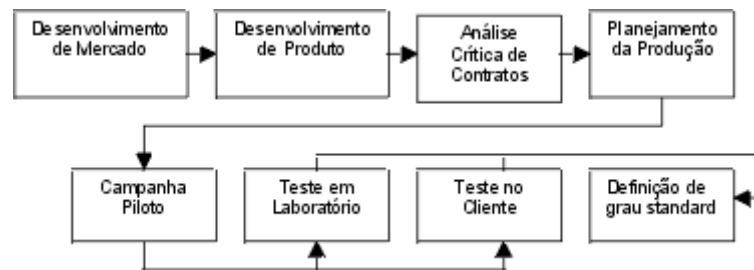 Desenvolvimento
de Mercado
Desenvolvimento
de Produto
Análise
Crítica de
Contratos
Planejamento
da Produção
Campanha
Piloto
Teste em
Laboratório
Teste no
Cliente
Definição de
grau standard